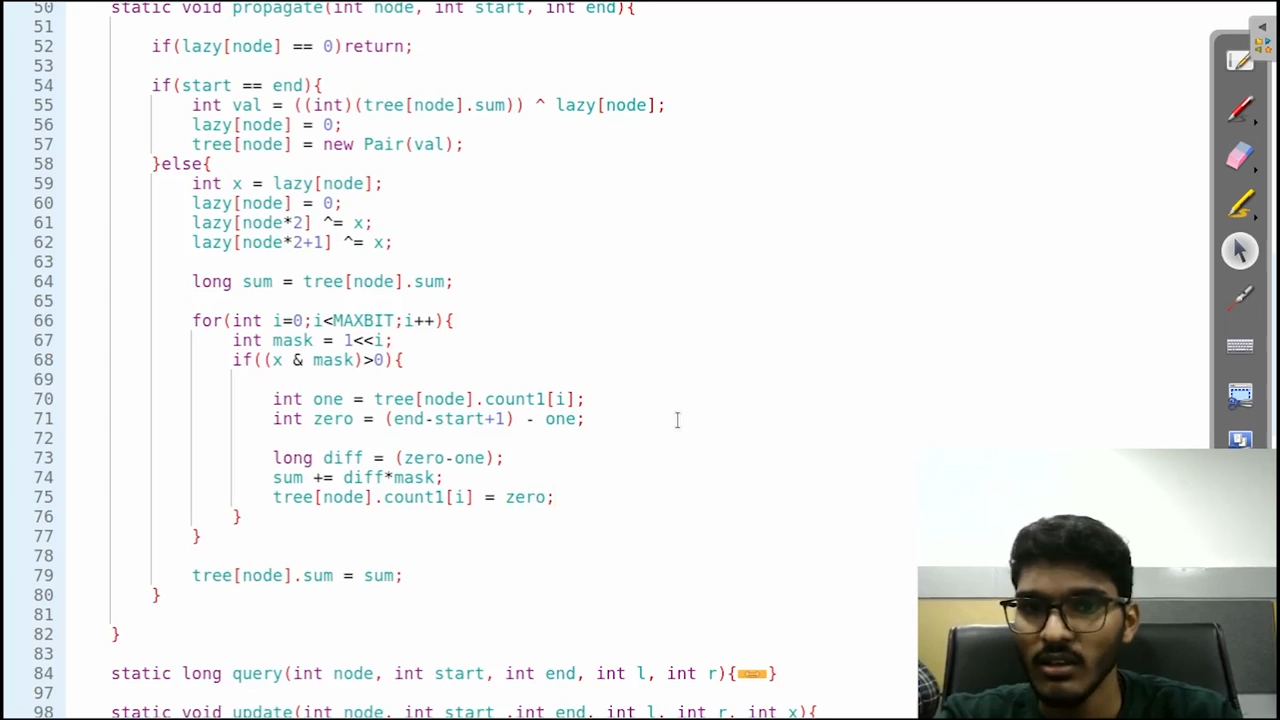 50 static void propagate(int node, int start, int end){
51
52 if(lazy[node] == 0)return;
53
54 if(start == end){
55 int val = ((int)(tree[node].sum)) ^ lazy[node];
56 lazy[node] = 0;
57 tree[node] = new Pair(val);
58 }else{
59 int x = lazy[node];
60 lazy[node] = 0;
61 lazy[node*2] ^= x;
62 lazy[node*2+1] ^= x;
63
64 long sum = tree[node].sum;
65
66 for(int i=0;i<MAXBIT;i++){
67 int mask = 1<<i;
68 if((x & mask)>0){
69
70 int one = tree[node].count1[i];
71 int zero = (end-start+1) - one;
72
73 long diff = (zero-one);
74 sum += diff*mask;
75 tree[node].count1[i] = zero;
76 }
77 }
78
79 tree[node].sum = sum;
80 }
81
82 }
83
84 static long query(int node, int start, int end, int l, int r){}
97
98 static void update(int node, int start ,int end, int l, int r, int x){